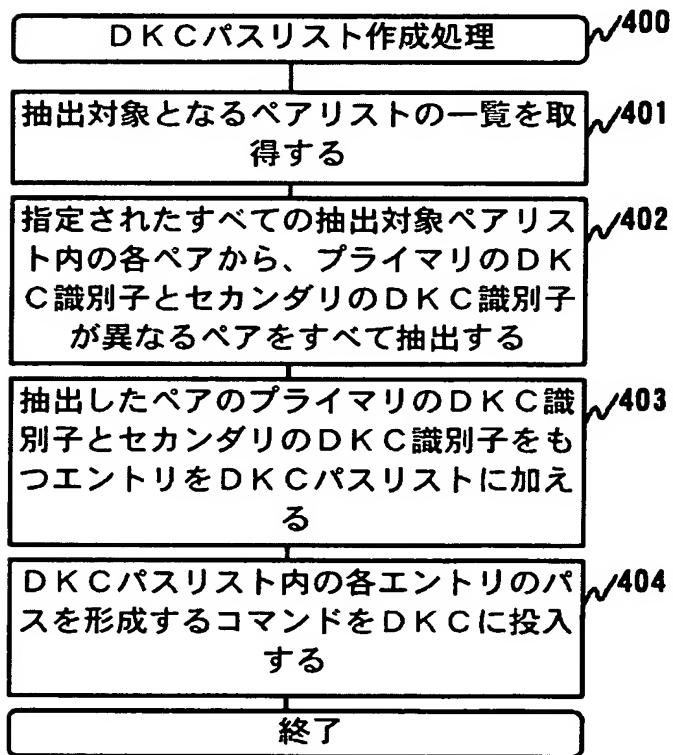 DKCパスリスト作成処理 400
抽出対象となるペアリストの一覧を取 401
得する
指定されたすべての抽出対象ペアリス 402
ト内の各ペアから、プライマリのDK
C識別子とセカンダリのDKC識別子
が異なるペアをすべて抽出する
抽出したペアのプライマリのDKC識 403
別子とセカンダリのDKC識別子をも
つエントリをDKCパスリストに加え
る
DKCパスリスト内の各エントリのパ 404
スを形成するコマンドをDKCに投入
する
終了